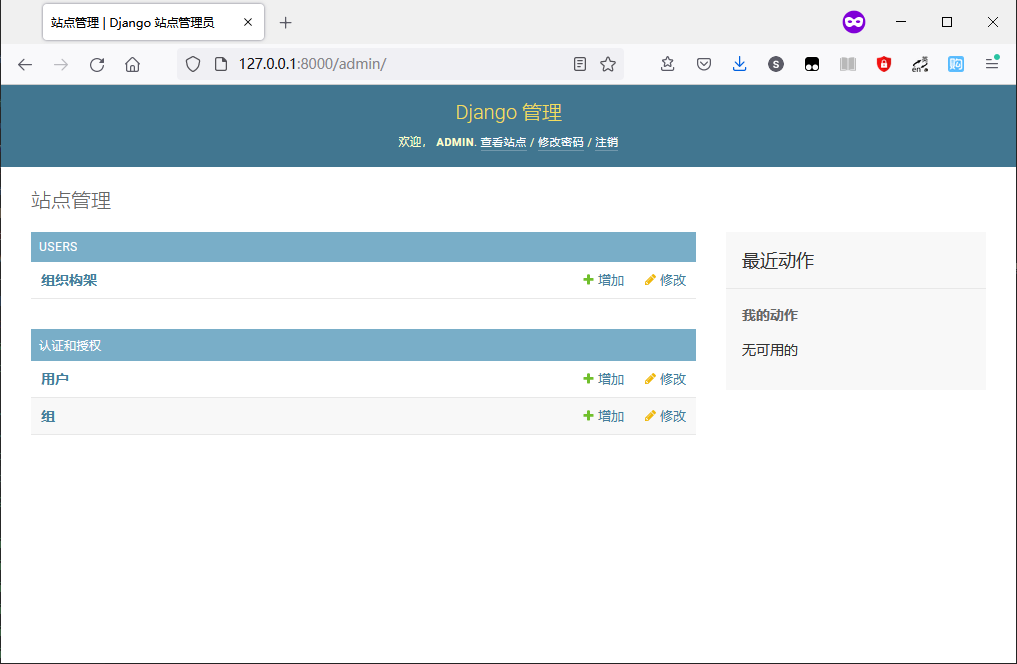 站点管理 | Django 站点管理员
127.0.0.1:8000/admin/
Django 管理
欢迎， ADMIN. 查看站点 / 修改密码 / 注销
站点管理
USERS
组织构架 增加 修改
认证和授权
用户 增加 修改
组 增加 修改
最近动作
我的动作
无可用的